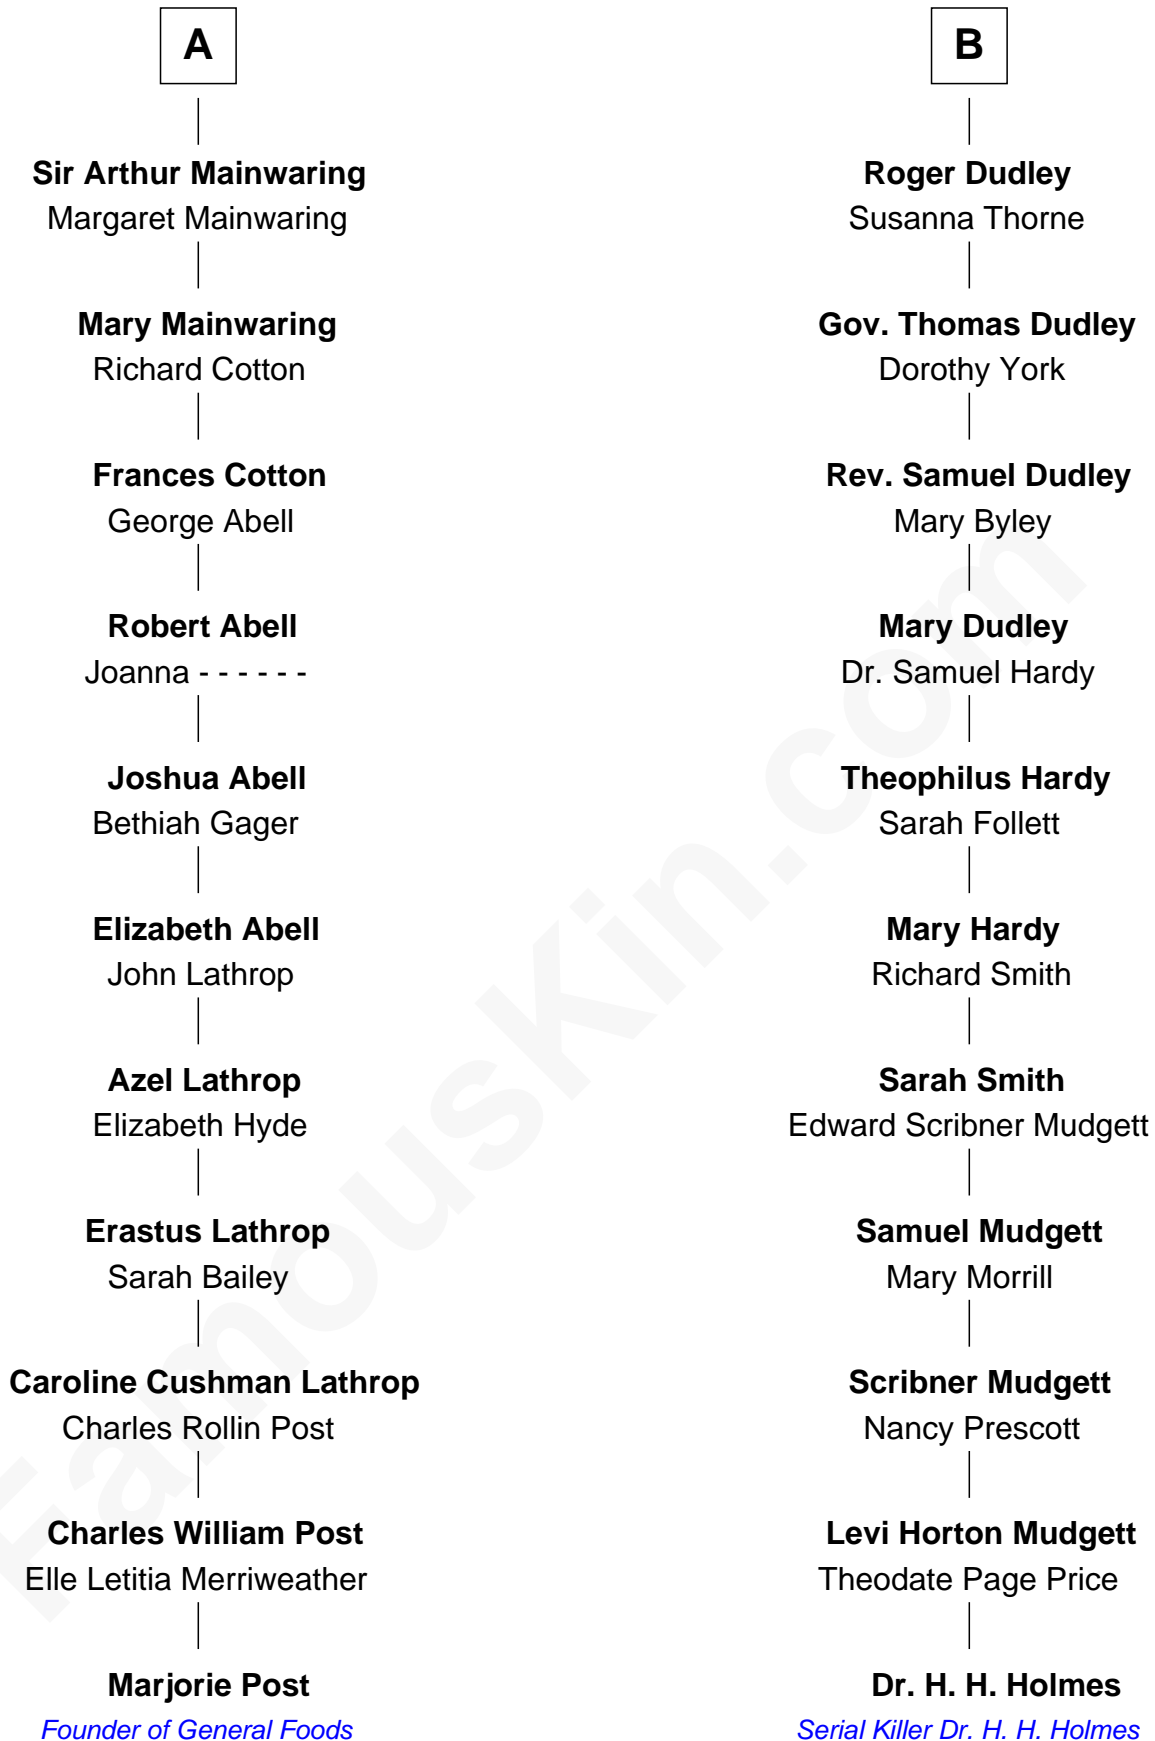 A
Sir Arthur Mainwaring
Margaret Mainwaring
Mary Mainwaring
Richard Cotton
Frances Cotton
George Abell
Robert Abell
Joanna - - - - - -
Joshua Abell
Bethiah Gager
Elizabeth Abell
John Lathrop
Azel Lathrop
Elizabeth Hyde
Erastus Lathrop
Sarah Bailey
Caroline Cushman Lathrop
Charles Rollin Post
Charles William Post
Elle Letitia Merriweather
Marjorie Post
Founder of General Foods
B
Roger Dudley
Susanna Thorne
Gov. Thomas Dudley
Dorothy York
Rev. Samuel Dudley
Mary Byley
Mary Dudley
Dr. Samuel Hardy
Theophilus Hardy
Sarah Follett
Mary Hardy
Richard Smith
Sarah Smith
Edward Scribner Mudgett
Samuel Mudgett
Mary Morrill
Scribner Mudgett
Nancy Prescott
Levi Horton Mudgett
Theodate Page Price
Dr. H. H. Holmes
Serial Killer Dr. H. H. Holmes
FamousKin.com